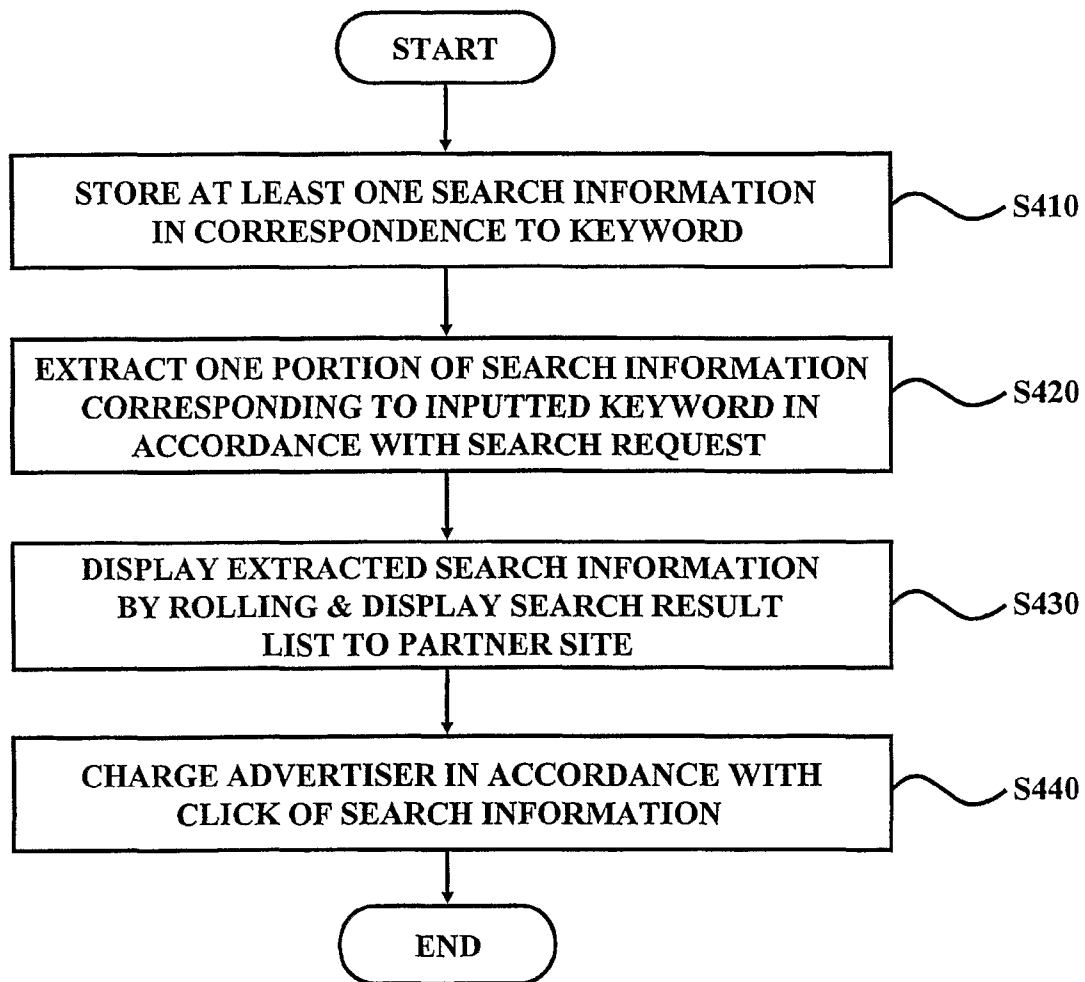 START
STORE AT LEAST ONE SEARCH INFORMATION
IN CORRESPONDENCE TO KEYWORD
S410
EXTRACT ONE PORTION OF SEARCH INFORMATION
CORRESPONDING TO INPUTTED KEYWORD IN
ACCORDANCE WITH SEARCH REQUEST
S420
DISPLAY EXTRACTED SEARCH INFORMATION
BY ROLLING & DISPLAY SEARCH RESULT
LIST TO PARTNER SITE
S430
CHARGE ADVERTISER IN ACCORDANCE WITH
CLICK OF SEARCH INFORMATION
S440
END